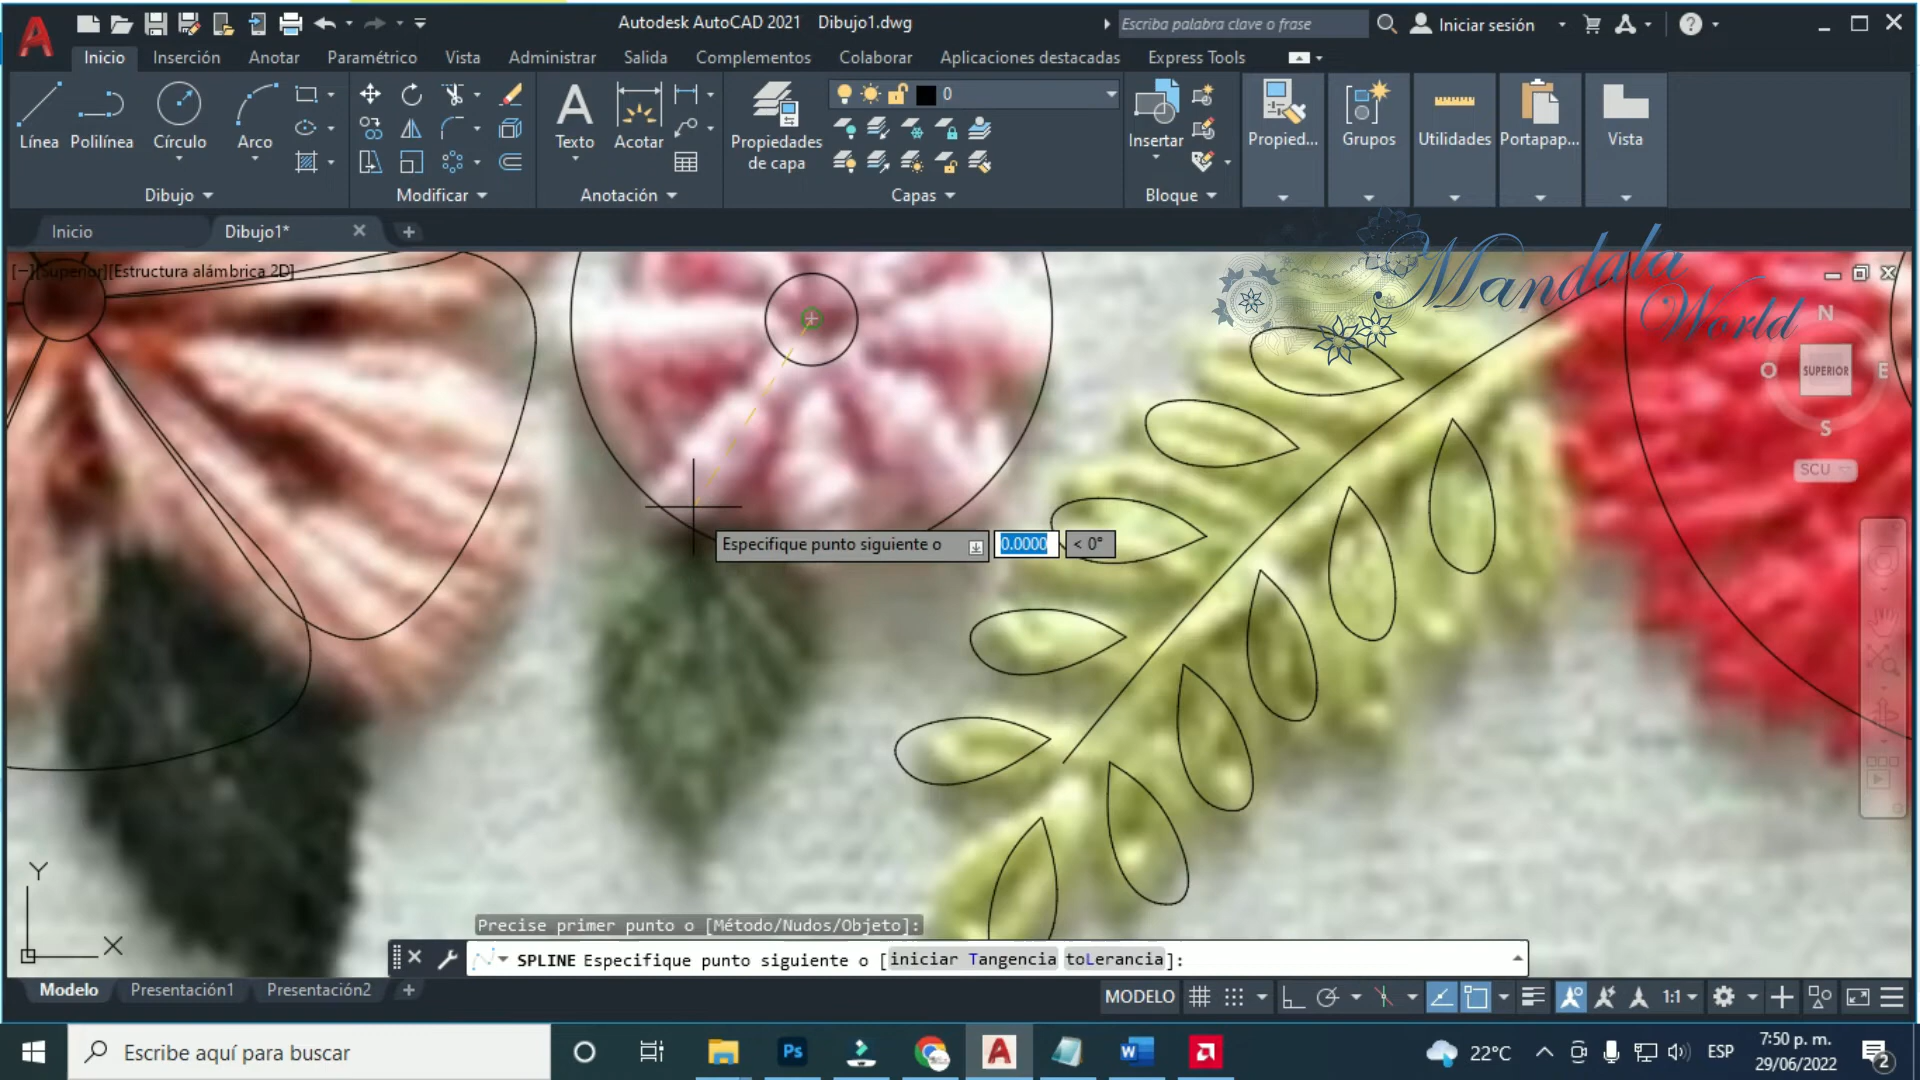 Autodesk AutoCAD 2021 Dibujo1.dwg
Escriba palabra clave o frase
Iniciar sesión
Inicio Inserción Anotar Paramétrico Vista Administrar Salida Complementos Colaborar Aplicaciones destacadas Express Tools
0
Línea Polilínea Círculo Arco
Texto Acotar
Propiedades
de capa
Insertar
Propied... Grupos Utilidades Portapap... Vista
Dibujo Modificar Anotación Capas Bloque
Inicio Dibujo1*
[−][Superior][Estructura alámbrica 2D]
Mandala
World
N
O SUPERIOR E
S
SCU
Especifique punto siguiente o 0.0000 < 0°
Y
X
Precise primer punto o [Método/Nudos/Objeto]:
SPLINE Especifique punto siguiente o [iniciar Tangencia toLerancia]:
Modelo Presentación1 Presentación2
MODELO 1:1
Escribe aquí para buscar
Ps
22°C
ESP
7:50 p. m.
29/06/2022
2